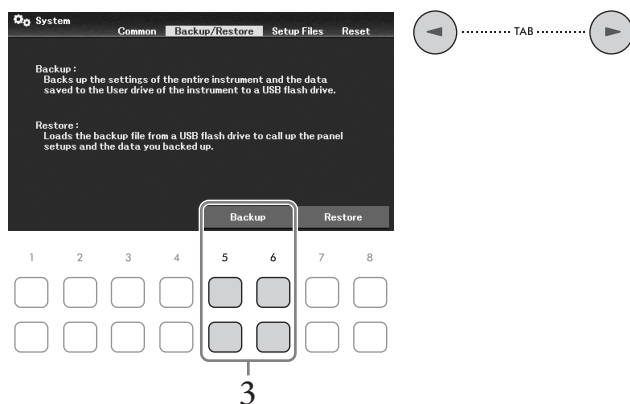 System
Common Backup/Restore Setup Files Reset
TAB
Backup :
Backs up the settings of the entire instrument and the data
saved to the User drive of the instrument to a USB flash drive.
Restore :
Loads the backup file from a USB flash drive to call up the panel
setups and the data you backed up.
Backup Restore
1 2 3 4 5 6 7 8
3